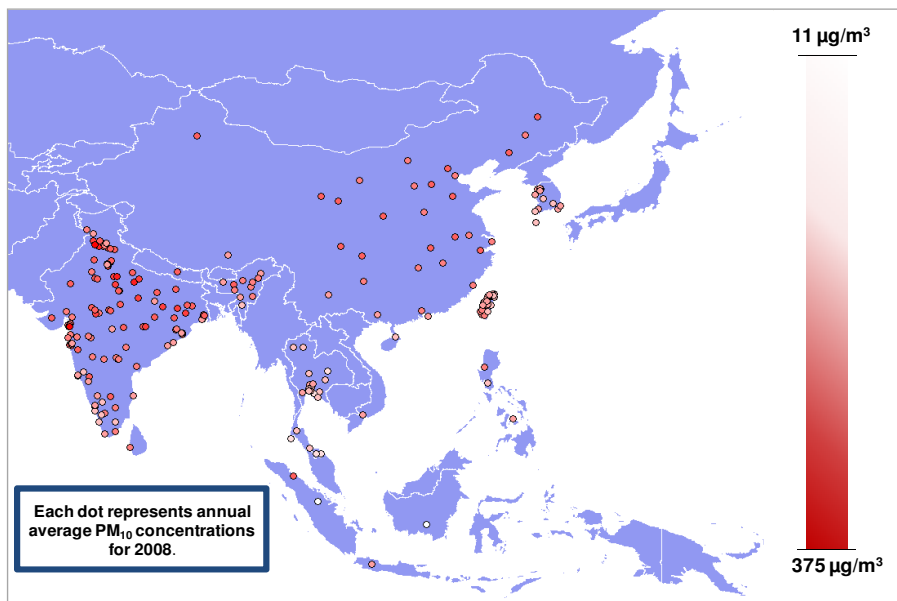 11 µg/m³
Each dot represents annual
average PM₁₀ concentrations
for 2008.
375 µg/m³